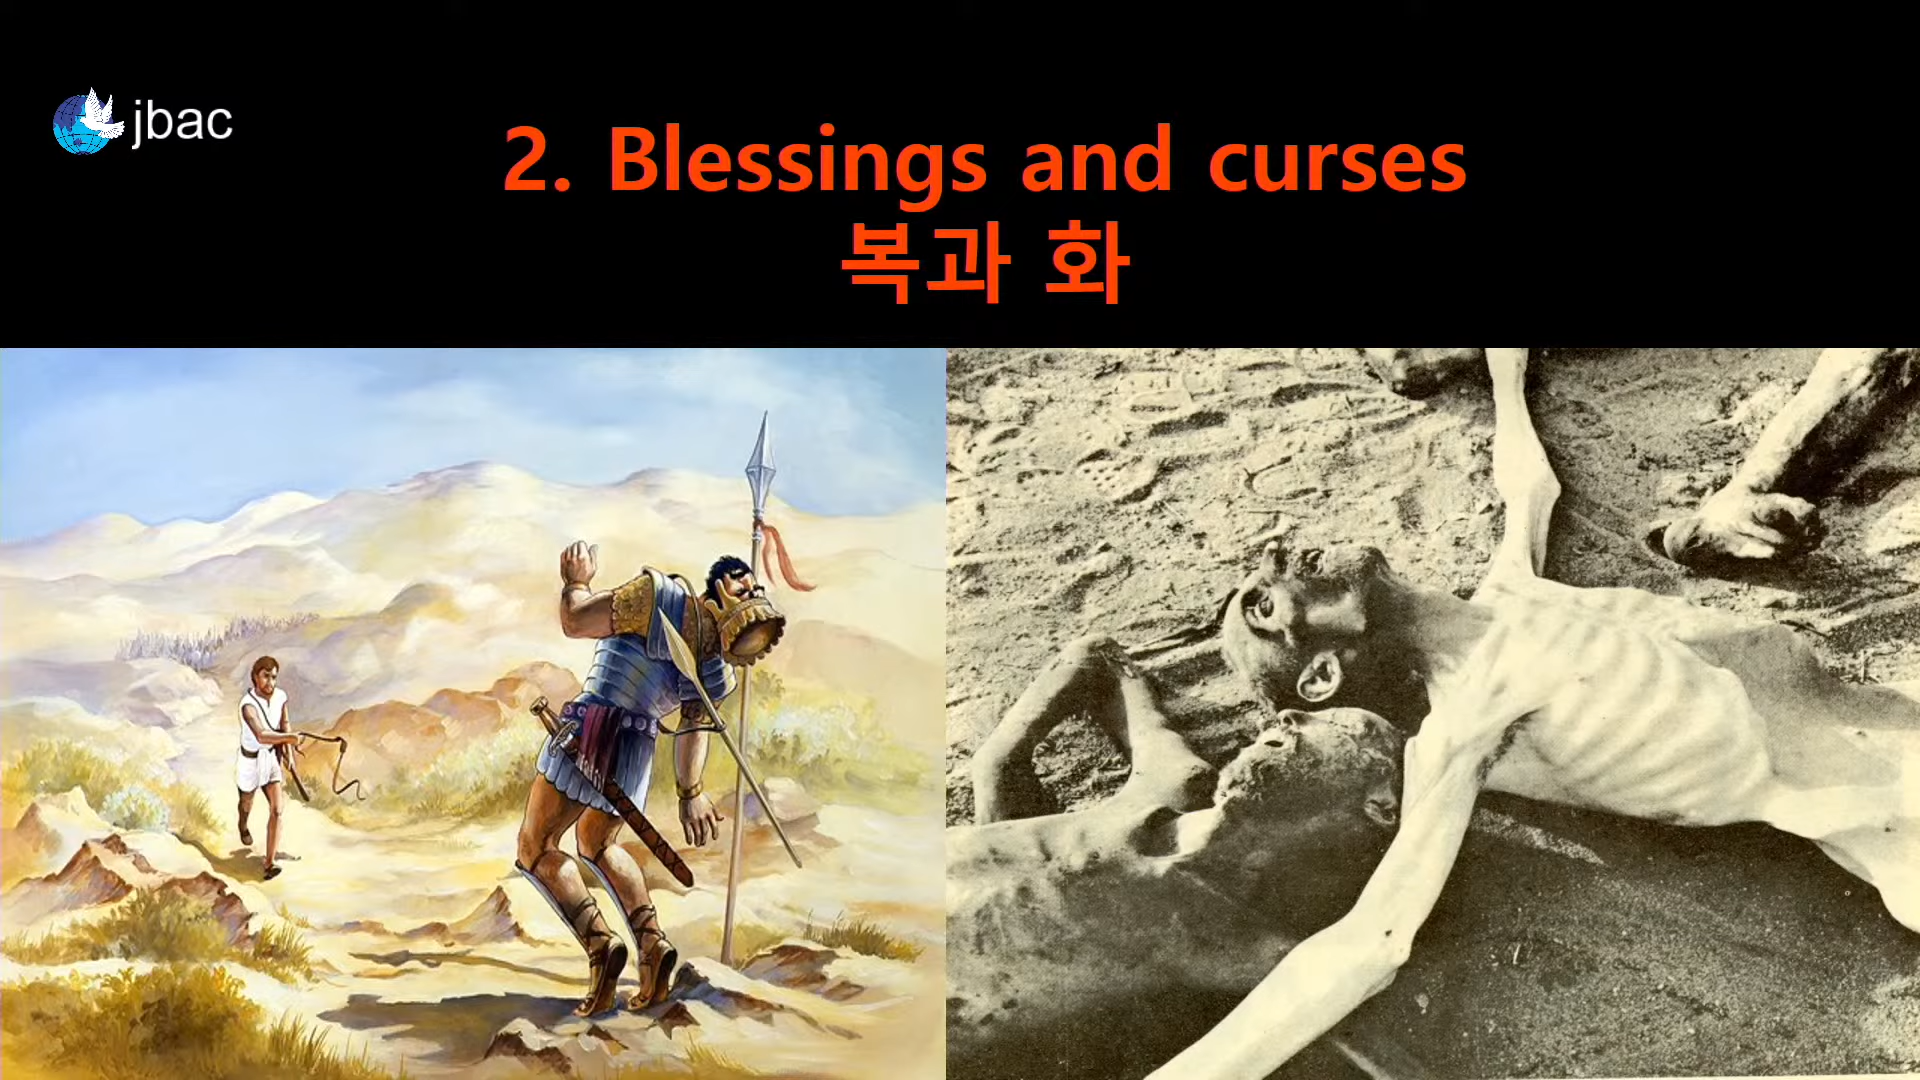 jbac
2. Blessings and curses
복과 화